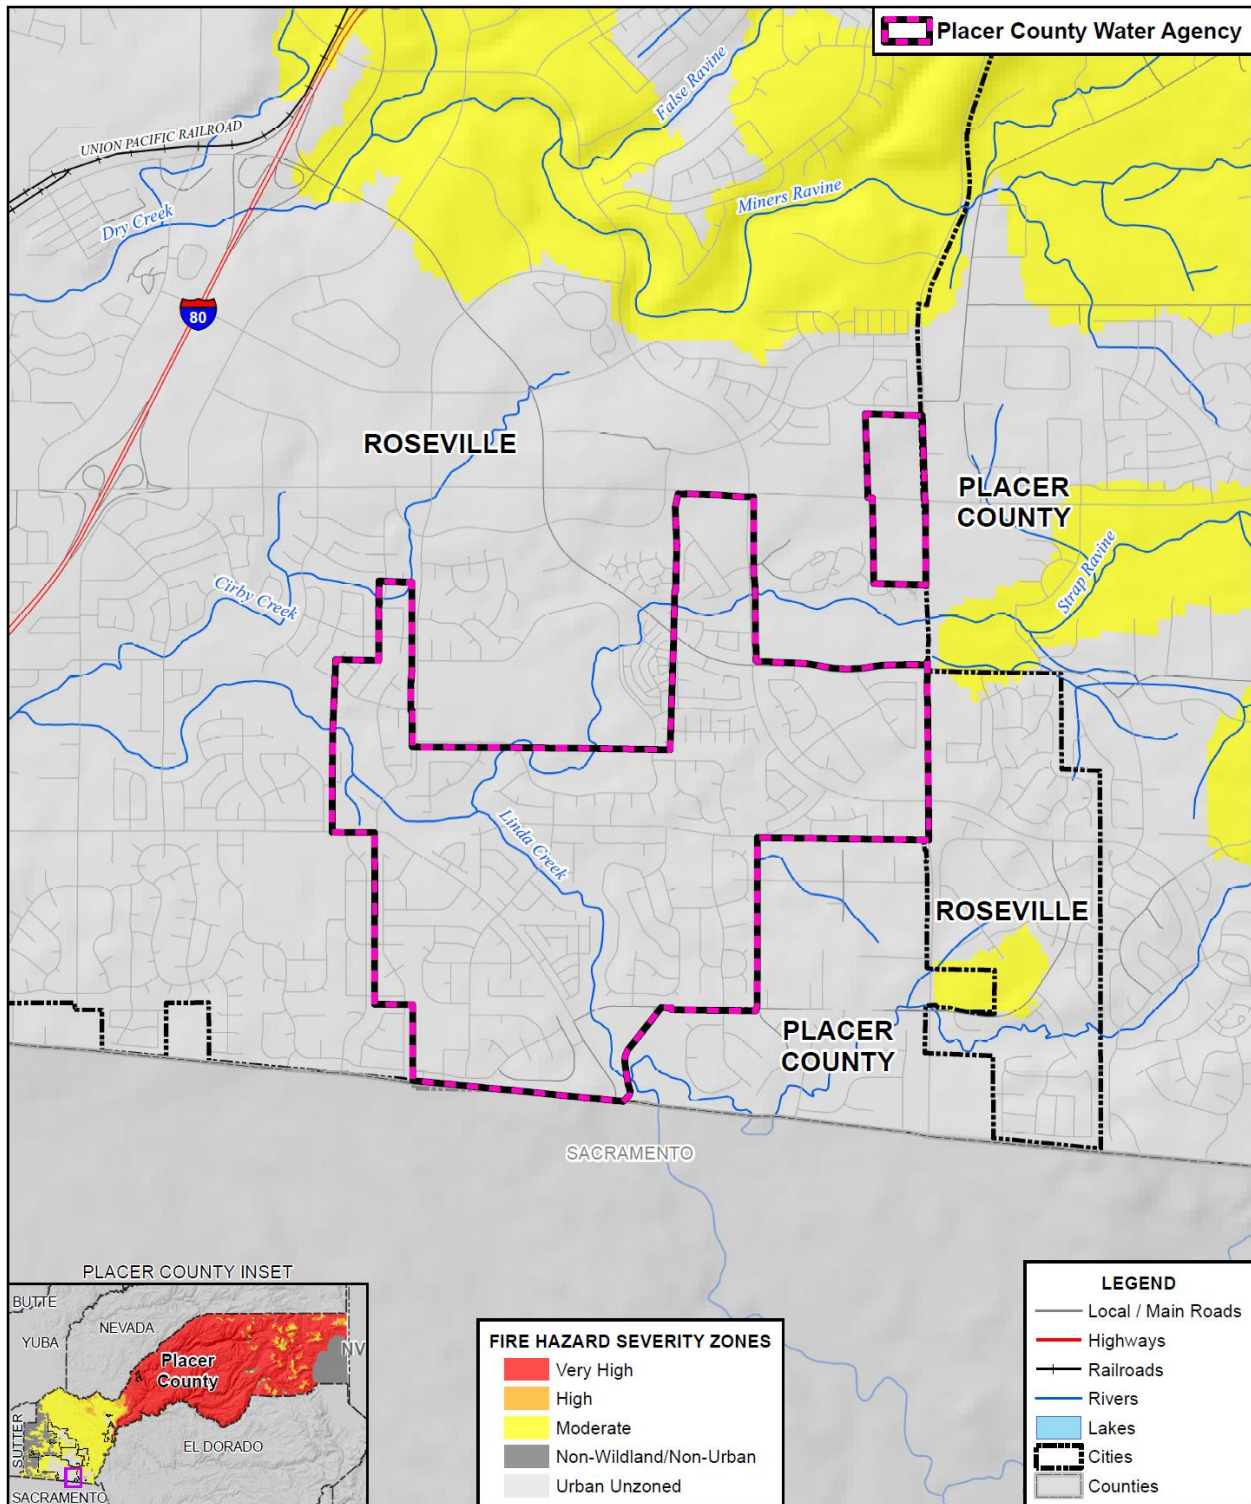 Placer County Water Agency
False Ravine
UNION PACIFIC RAILROAD
Miners Ravine
Dry Creek
80
ROSEVILLE
PLACER
COUNTY
Strap Ravine
Cirby Creek
Linda Creek
ROSEVILLE
PLACER
COUNTY
SACRAMENTO
PLACER COUNTY INSET
BUTTE
YUBA
NEVADA
NV
Placer
County
SUTTER
EL DORADO
SACRAMENTO
FIRE HAZARD SEVERITY ZONES
Very High
High
Moderate
Non-Wildland/Non-Urban
Urban Unzoned
LEGEND
Local / Main Roads
Highways
Railroads
Rivers
Lakes
Cities
Counties